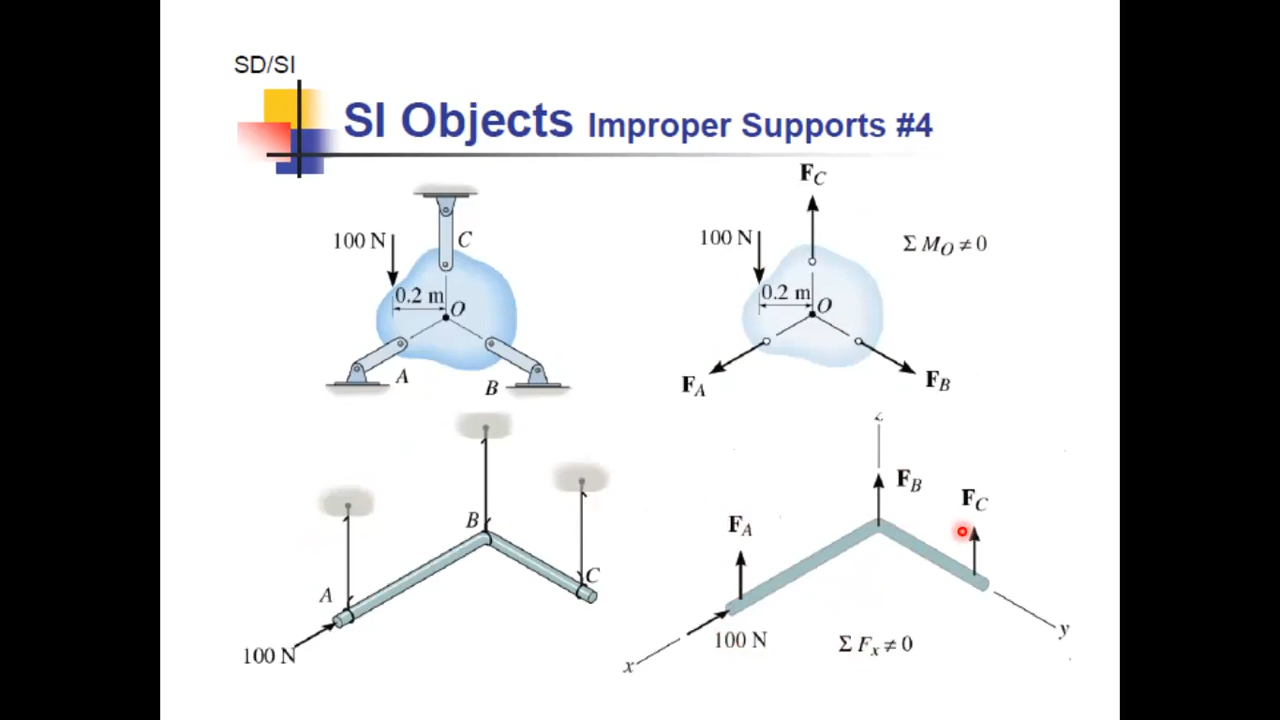 SD/SI
SI Objects Improper Supports #4
100 N
C
0.2 m
O
A
B
F_C
100 N
Σ M_O ≠ 0
0.2 m
O
F_A
F_B
B
A
C
100 N
z
F_B
F_C
F_A
100 N
Σ F_x ≠ 0
y
x